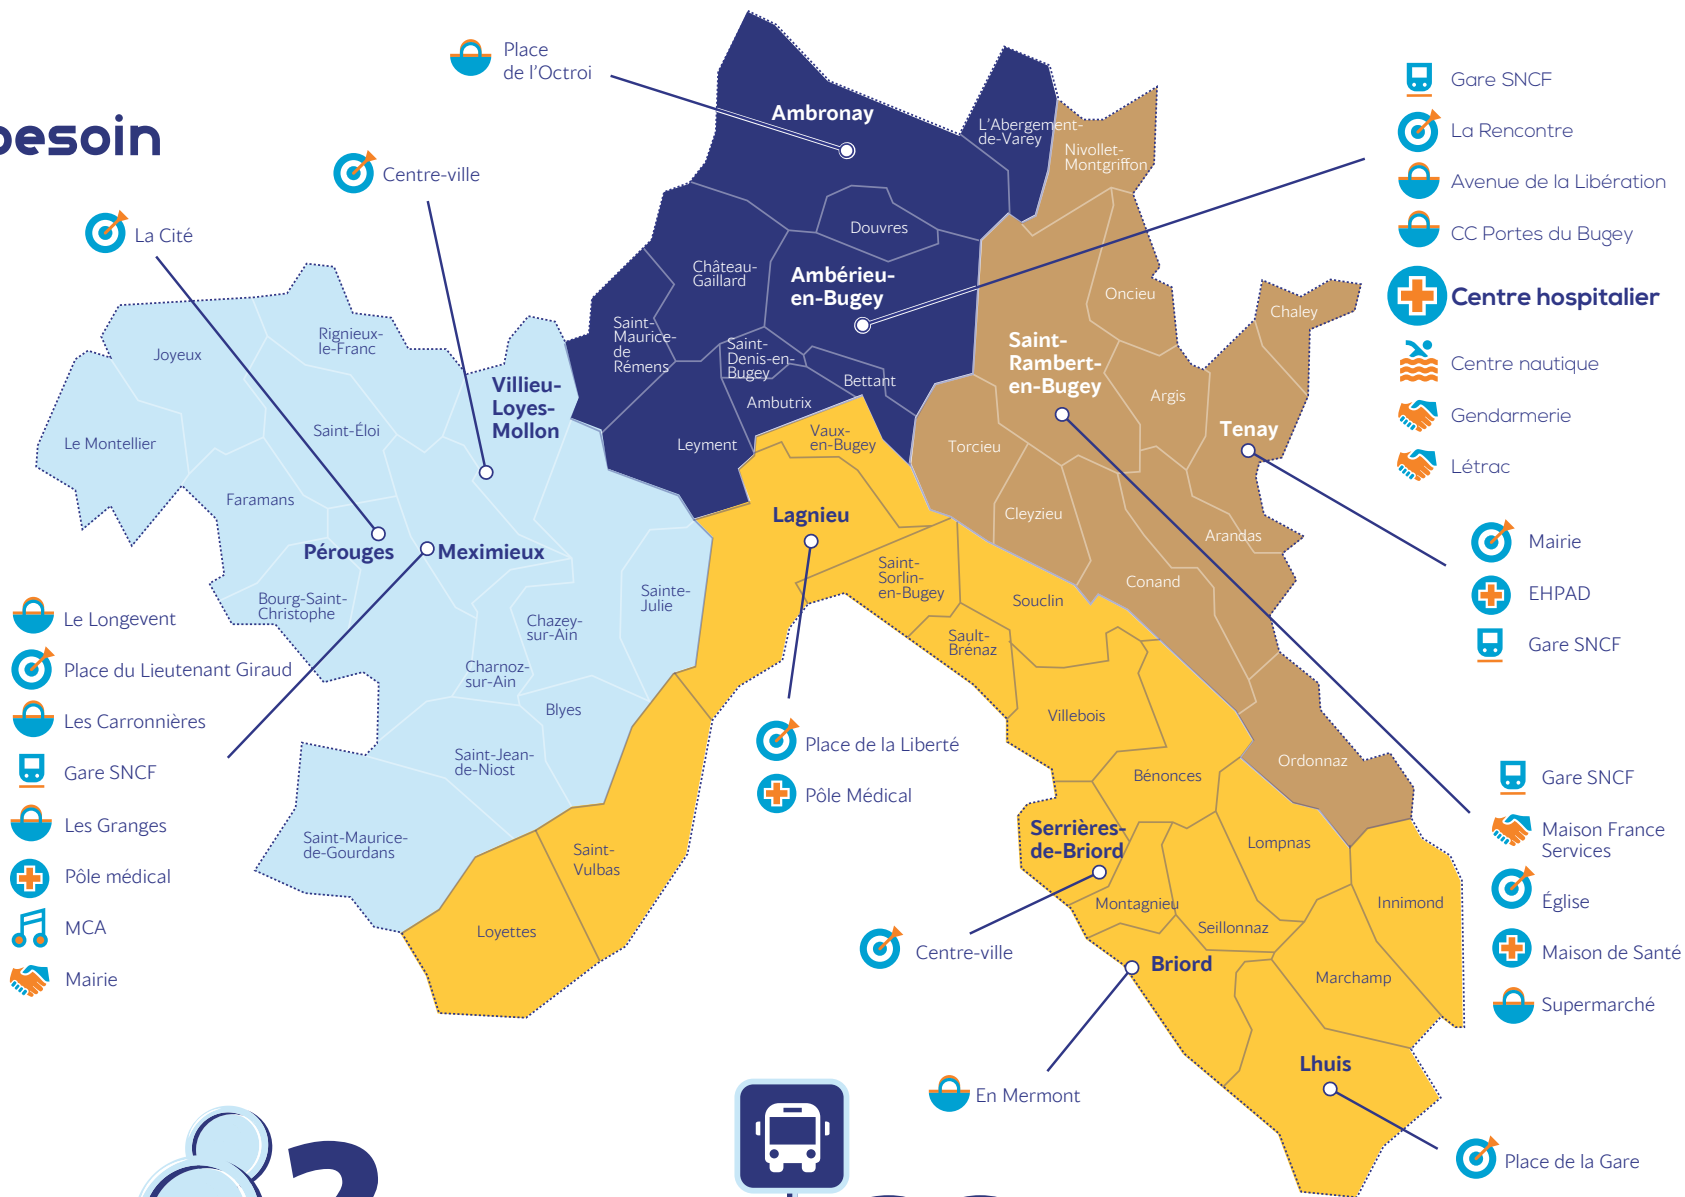 besoin
Place
de l'Octroi
Centre-ville
La Cité
Gare SNCF
La Rencontre
Avenue de la Libération
CC Portes du Bugey
Centre hospitalier
Centre nautique
Gendarmerie
Létrac
Ambronay
L'Abergement-
de-Varey
Nivollet-
Montgriffon
Douvres
Château-
Gaillard
Ambérieu-
en-Bugey
Saint-
Maurice-
de
Rémens
Saint-
Denis-en-
Bugey
Bettant
Ambutrix
Leyment
Oncieu
Chaley
Saint-
Rambert-
en-Bugey
Argis
Tenay
Torcieu
Cleyzieu
Arandas
Conand
Ordonnaz
Joyeux
Rignieux-
le-Franc
Villieu-
Loyes-
Mollon
Le Montellier
Saint-Éloi
Faramans
Pérouges
Meximieux
Bourg-Saint-
Christophe
Sainte-
Julie
Chazey-
sur-Ain
Charnoz-
sur-Ain
Blyes
Saint-Jean-
de-Niost
Saint-Maurice-
de-Gourdans
Vaux-
en-Bugey
Lagnieu
Saint-
Sorlin-
en-Bugey
Souclin
Sault-
Brénaz
Villebois
Bénonces
Serrières-
de-Briord
Lompnas
Montagnieu
Seillonnaz
Innimond
Briord
Marchamp
Lhuis
Saint-
Vulbas
Loyettes
Le Longevent
Place du Lieutenant Giraud
Les Carronnières
Gare SNCF
Les Granges
Pôle médical
MCA
Mairie
Place de la Liberté
Pôle Médical
Centre-ville
En Mermont
Mairie
EHPAD
Gare SNCF
Gare SNCF
Maison France
Services
Église
Maison de Santé
Supermarché
Place de la Gare